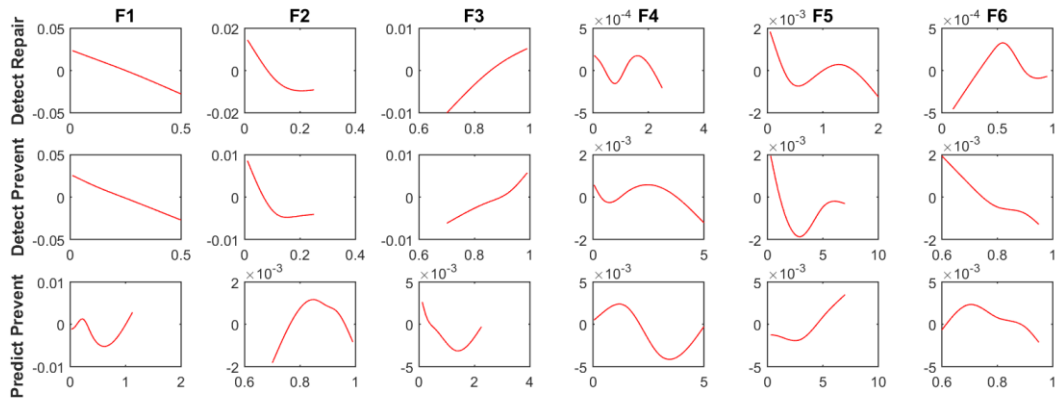 F1 F2 F3 F4 F5 F6
Detect Repair
0.05 0.02 0.01 5 ×10-4 2 ×10-3 5 ×10-4
0 0 0 0 0 0
-0.05 -0.02 -0.01 -5 -2 -5
0 0.5 0 0.2 0.4 0.6 0.8 1 0 2 4 0 1 2 0 0.5 1
Detect Prevent
0.05 0.01 0.01 2 ×10-3 2 ×10-3 2 ×10-3
0 0 0 0 0 0
-0.05 -0.01 -0.01 -2 -2 -2
0 0.5 0 0.2 0.4 0.6 0.8 1 0 5 0 5 10 0.6 0.8 1
Predict Prevent
0.01 2 ×10-3 5 ×10-3 5 ×10-3 5 ×10-3 5 ×10-3
0 0 0 0 0 0
-0.01 -2 -5 -5 -5 -5
0 1 2 0 0.2 0.4 0.6 0.8 1 0 1 2 3 4 0 5 0 5 10 0.6 0.8 1